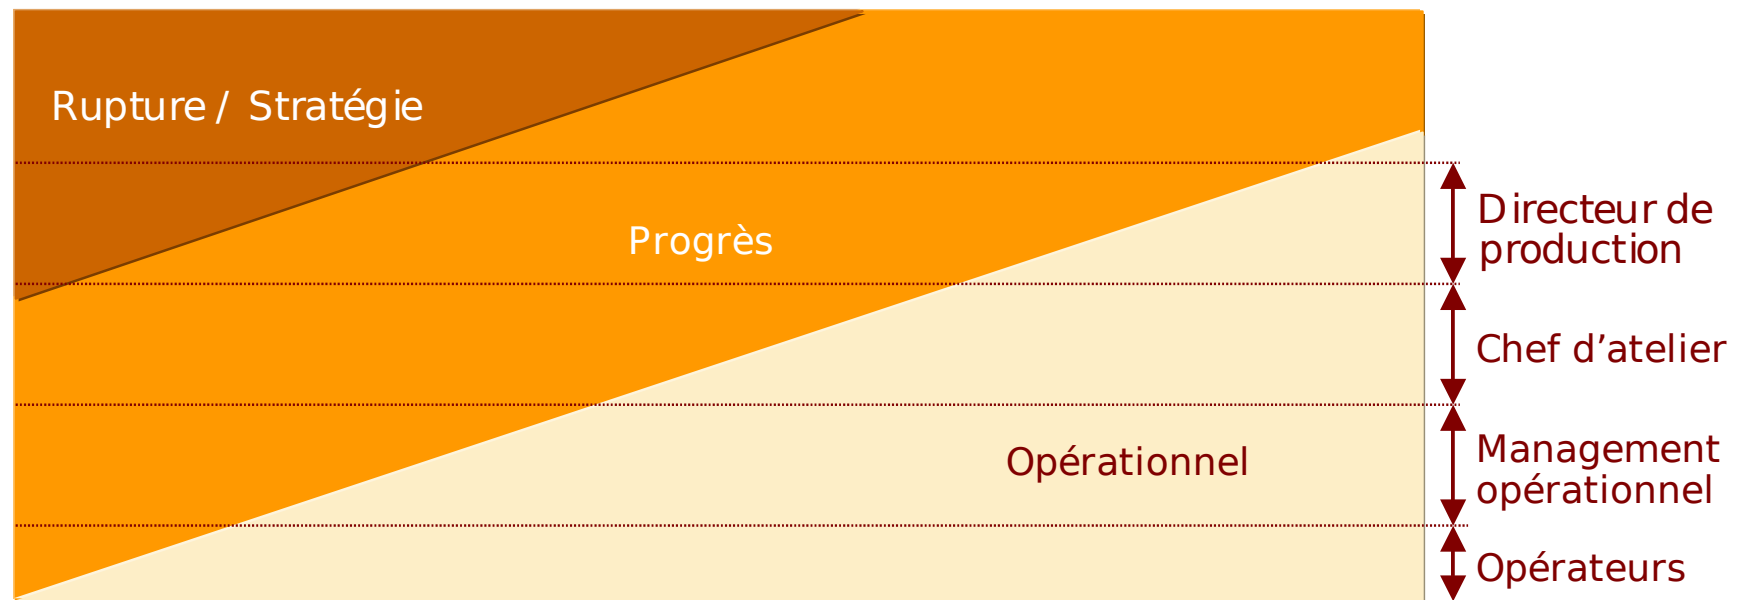 Rupture / Stratégie
Progrès
Directeur de
production
Chef d’atelier
Opérationnel
Management
opérationnel
Opérateurs